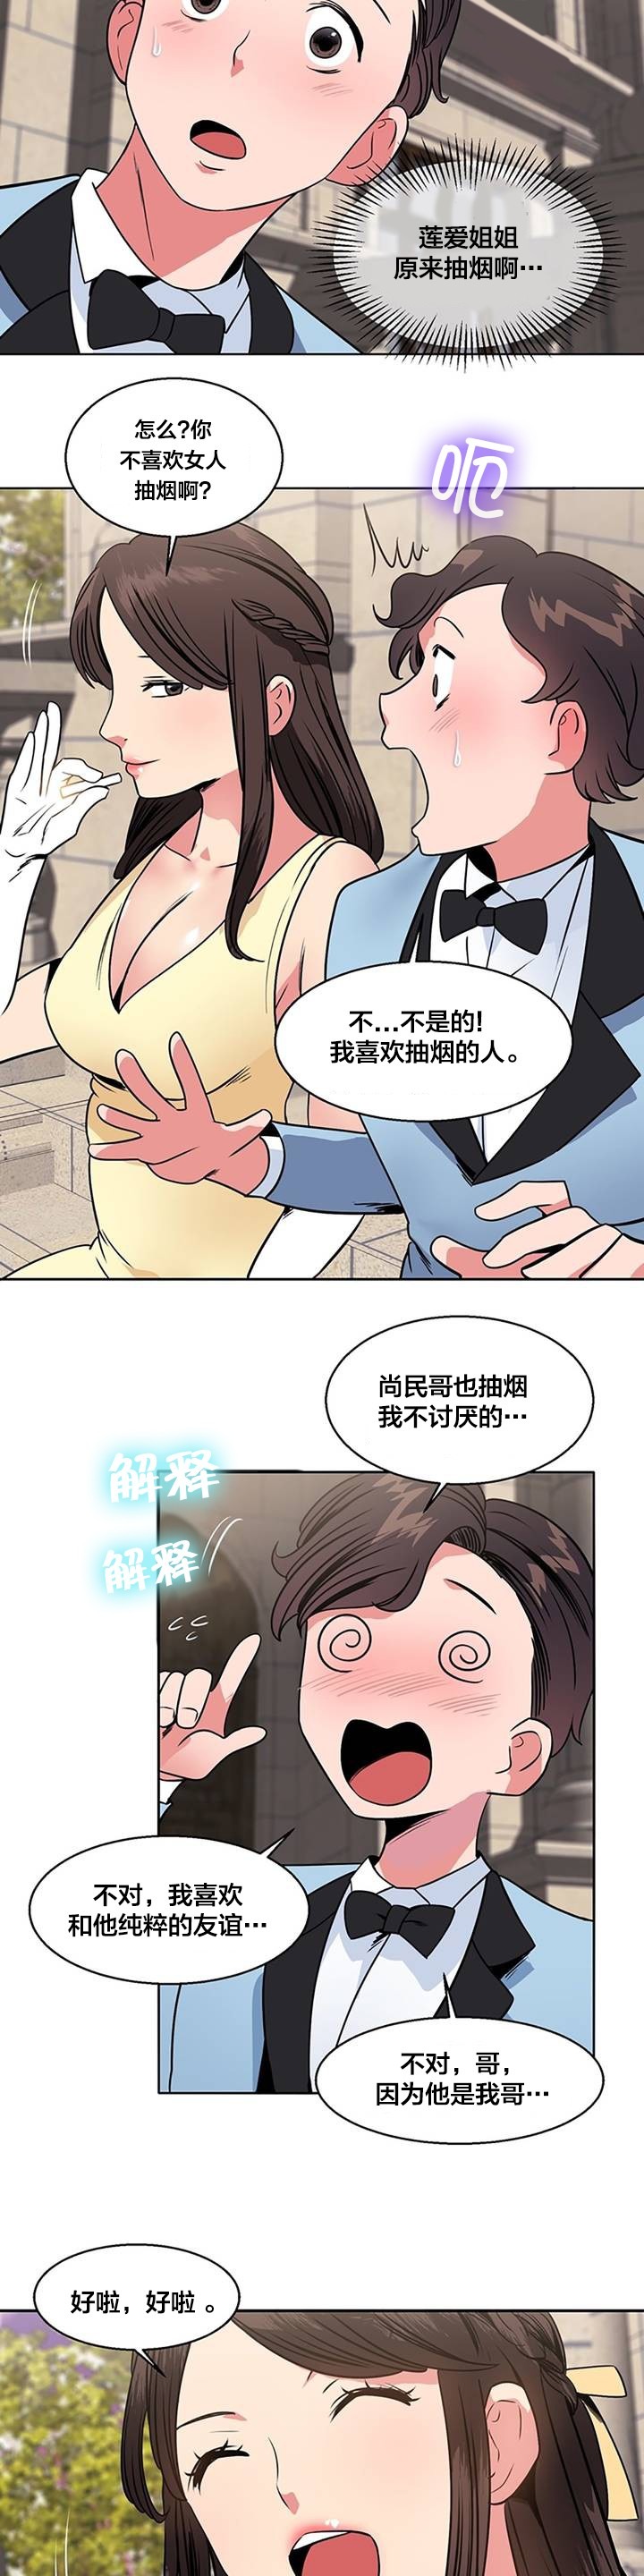 莲爱姐姐
原来抽烟啊…
怎么?你
不喜欢女人
抽烟啊?
呃
不...不是的!
我喜欢抽烟的人。
尚民哥也抽烟
我不讨厌的…
解释
解释
不对，我喜欢
和他纯粹的友谊…
不对，哥，
因为他是我哥…
好啦，好啦 。